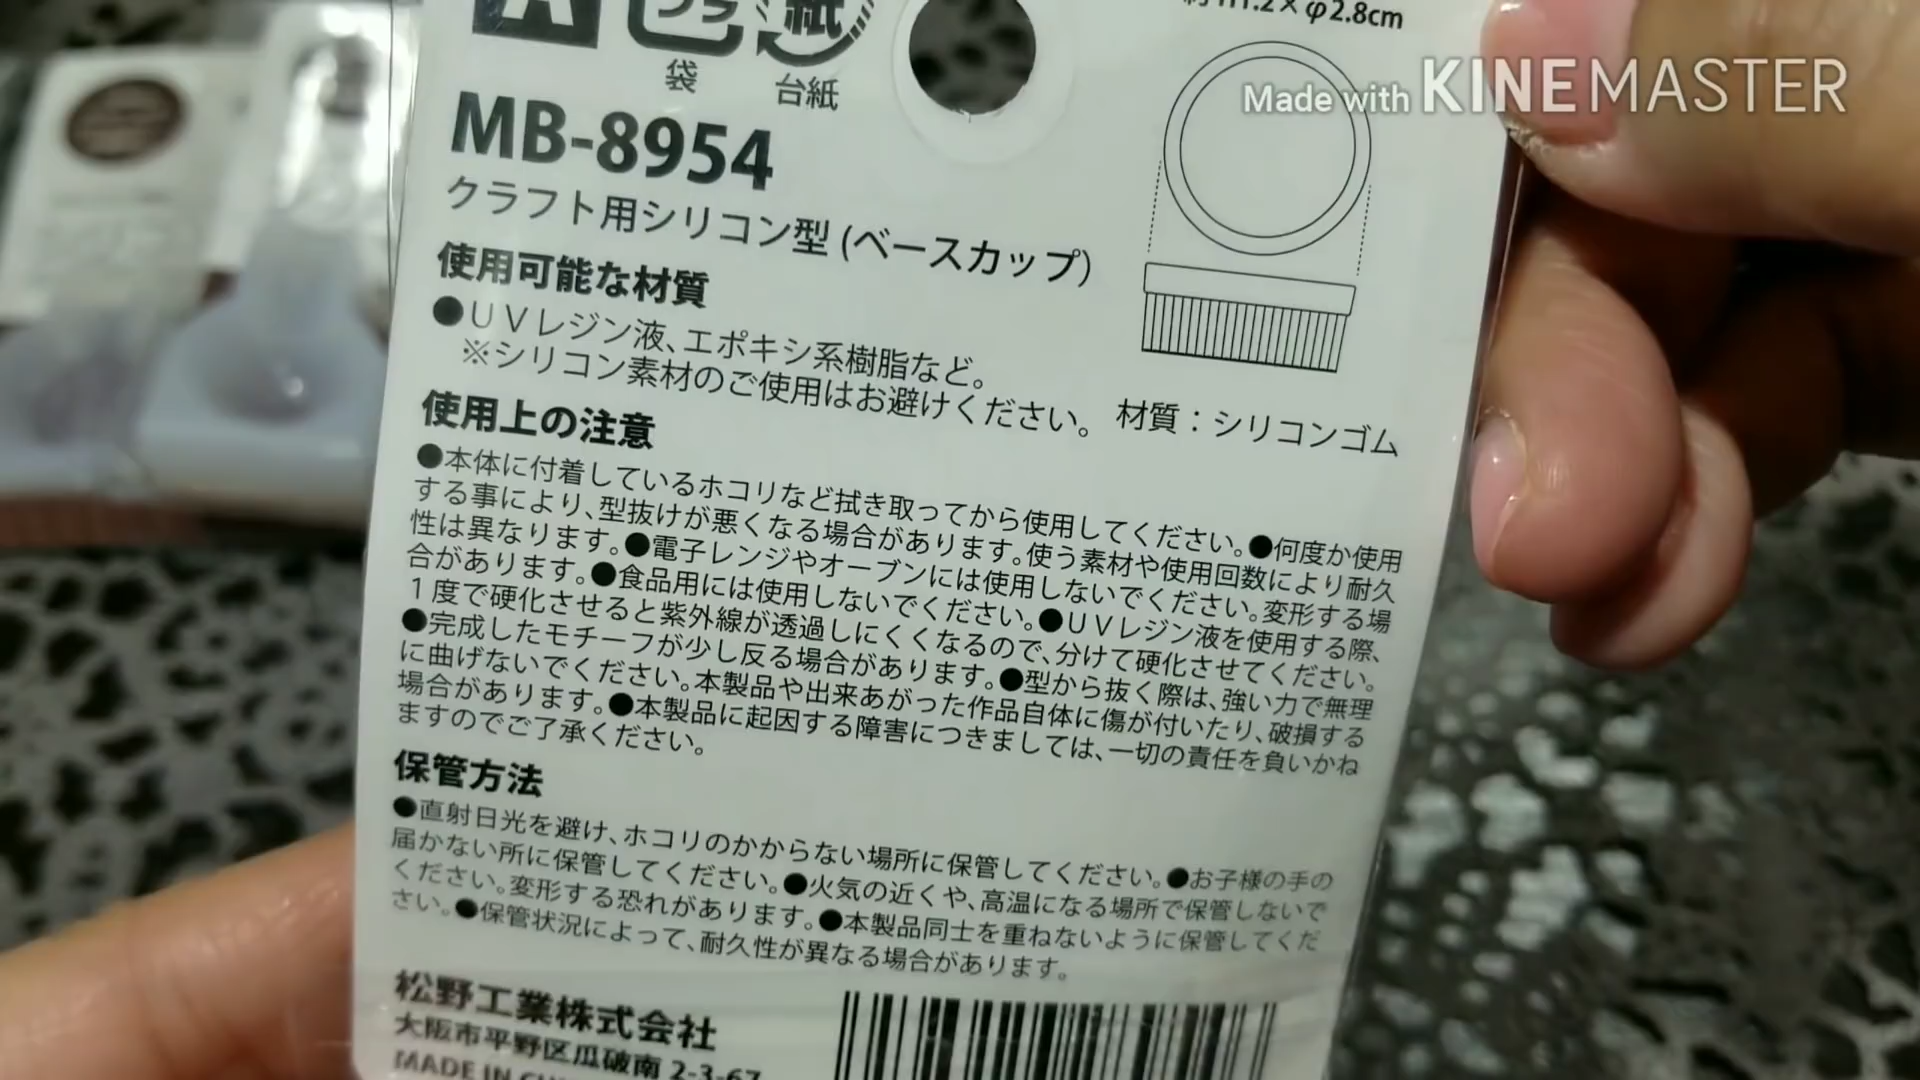 プラ
紙
袋
台紙
×φ2.8cm
Made with KINEMASTER
MB-8954
クラフト用シリコン型(ベースカップ)
使用可能な材質
●UVレジン液、エポキシ系樹脂など。
※シリコン素材のご使用はお避けください。
材質:シリコンゴム
使用上の注意
●本体に付着しているホコリなど拭き取ってから使用してください。●何度か使用
する事により、型抜けが悪くなる場合があります。使う素材や使用回数により耐久
性は異なります。●電子レンジやオーブンには使用しないでください。変形する場
合があります。●食品用には使用しないでください。●UVレジン液を使用する際、
1度で硬化させると紫外線が透過しにくくなるので、分けて硬化させてください。
●完成したモチーフが少し反る場合があります。●型から抜く際は、強い力で無理
に曲げないでください。本製品や出来あがった作品自体に傷が付いたり、破損する
場合があります。●本製品に起因する障害につきましては、一切の責任を負いかね
ますのでご了承ください。
保管方法
●直射日光を避け、ホコリのかからない場所に保管してください。●お子様の手の
届かない所に保管してください。●火気の近くや、高温になる場所で保管しないで
ください。変形する恐れがあります。●本製品同士を重ねないように保管してくだ
さい。●保管状況によって、耐久性が異なる場合があります。
松野工業株式会社
大阪市平野区瓜破南2-3-67
MADE IN